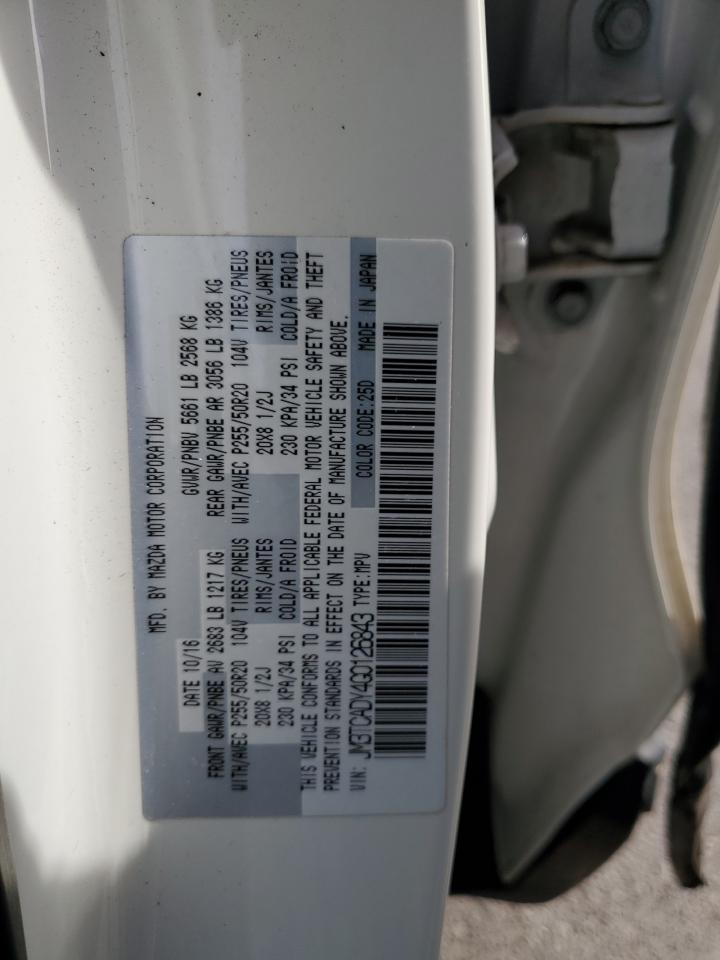 MFD. BY MAZDA MOTOR CORPORATION
DATE 10/16 GVWR/PNBV 5661 LB 2568 KG
FRONT GAWR/PNBE AV 2683 LB 1217 KG REAR GAWR/PNBE AR 3056 LB 1386 KG
WITH/AVEC P255/50R20 104V TIRES/PNEUS WITH/AVEC P255/50R20 104V TIRES/PNEUS
20X8 1/2J RIMS/JANTES 20X8 1/2J RIMS/JANTES
230 KPA/34 PSI COLD/A FROID 230 KPA/34 PSI COLD/A FROID
THIS VEHICLE CONFORMS TO ALL APPLICABLE FEDERAL MOTOR VEHICLE SAFETY AND THEFT
PREVENTION STANDARDS IN EFFECT ON THE DATE OF MANUFACTURE SHOWN ABOVE.
VIN: JM3TCADY4G0126843 TYPE:MPV COLOR CODE:25D MADE IN JAPAN